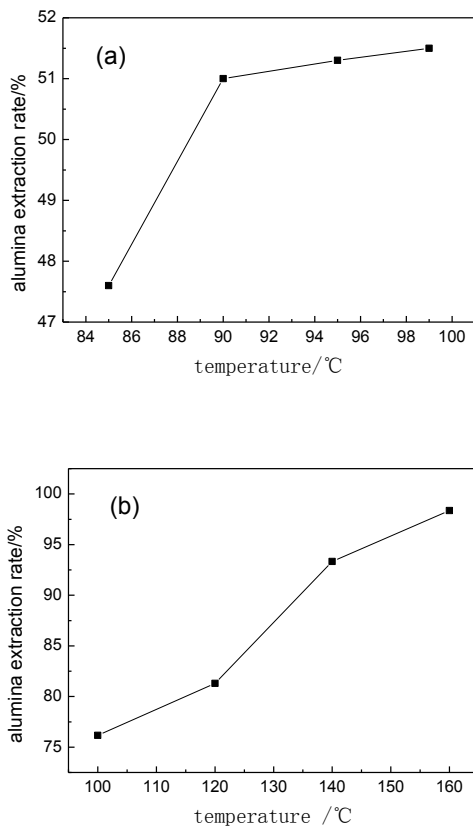 52
(a)
51
50
49
48
47
alumina extraction rate/%
84 86 88 90 92 94 96 98 100
temperature/℃
100
(b)
95
90
85
80
75
alumina extraction rate/%
100 110 120 130 140 150 160
temperature /℃